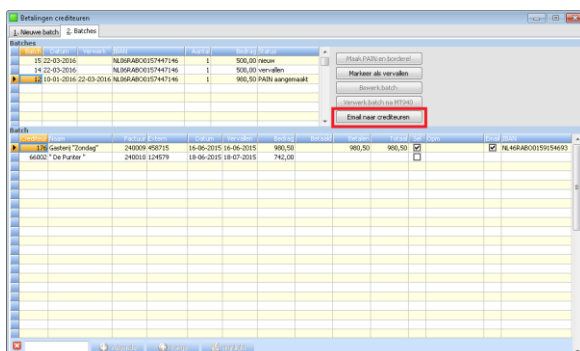 Betalingen crediteuren
1. Nieuwe batch 2. Batches
Batches
Batch Datum Verwerk IBAN Aantal Bedrag Status
15 22-03-2016 NL06RABO0157447146 1 500,00 nieuw
14 22-03-2016 NL06RABO0157447146 1 500,00 vervallen
12 10-01-2016 22-03-2016 NL06RABO0157447146 1 980,50 PAIN aangemaakt
Maak PAIN en borderel
Markeer als vervallen
Bewerk batch
Verwerk batch na MT940
Email naar crediteuren
Batch
Crediteur Naam Factuur Extern Datum Vervallen Bedrag Betaald Betalen Totaal Opm Email IBAN
176 Gasterij "Zondag" 240009 458715 16-06-2015 16-06-2015 980,50 980,50 980,50 NL46RABO0159154693
66002 " De Punter " 240010 124579 18-06-2015 18-07-2015 742,00